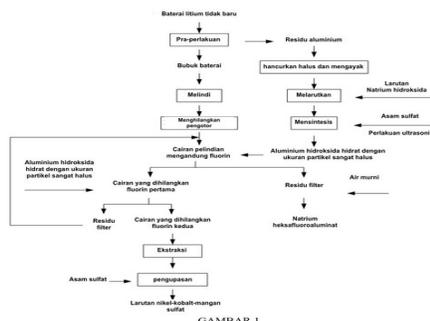 Baterai litium tidak baru
Pra-perlakuan
Residu aluminium
Bubuk baterai
hancurkan halus dan mengayak
Larutan
Natrium hidroksida
Melindi
Melarutkan
Asam sulfat
Menghilangkan
pengotor
Mensintesis
Perlakuan ultrasoni
Cairan pelindian
mengandung fluorin
Aluminium hidroksida hidrat dengan
ukuran partikel sangat halus
Aluminium hidroksida
hidrat dengan ukuran
partikel sangat halus
Cairan yang dihilangkan
fluorin pertama
Residu filter
Air murni
Residu
filter
Cairan yang dihilangkan
fluorin kedua
Natrium
heksafluoroaluminat
Ekstraksi
Asam sulfat
pengupasan
Larutan nikel-kobalt-mangan
sulfat
GAMBAR 1